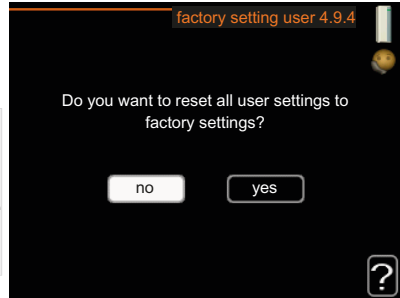 factory setting user 4.9.4
Do you want to reset all user settings to
factory settings?
no
yes
?